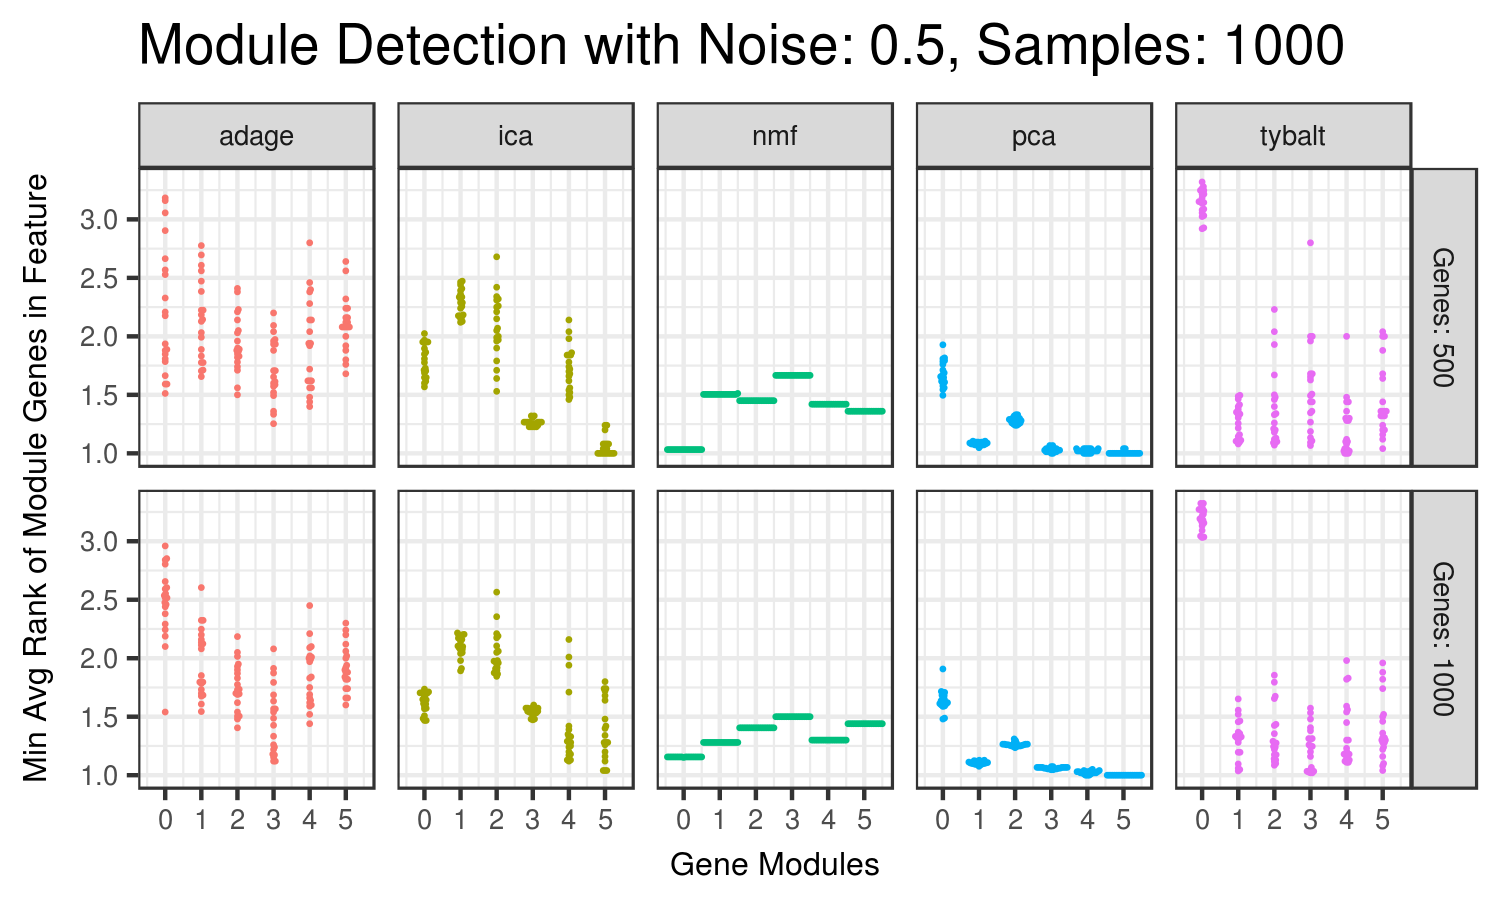 Module Detection with Noise: 0.5, Samples: 1000
adage ica nmf pca tybalt
Min Avg Rank of Module Genes in Feature
3.0
2.5
2.0
1.5
1.0
Genes: 500
3.0
2.5
2.0
1.5
1.0
Genes: 1000
0 1 2 3 4 5 0 1 2 3 4 5 0 1 2 3 4 5 0 1 2 3 4 5 0 1 2 3 4 5
Gene Modules